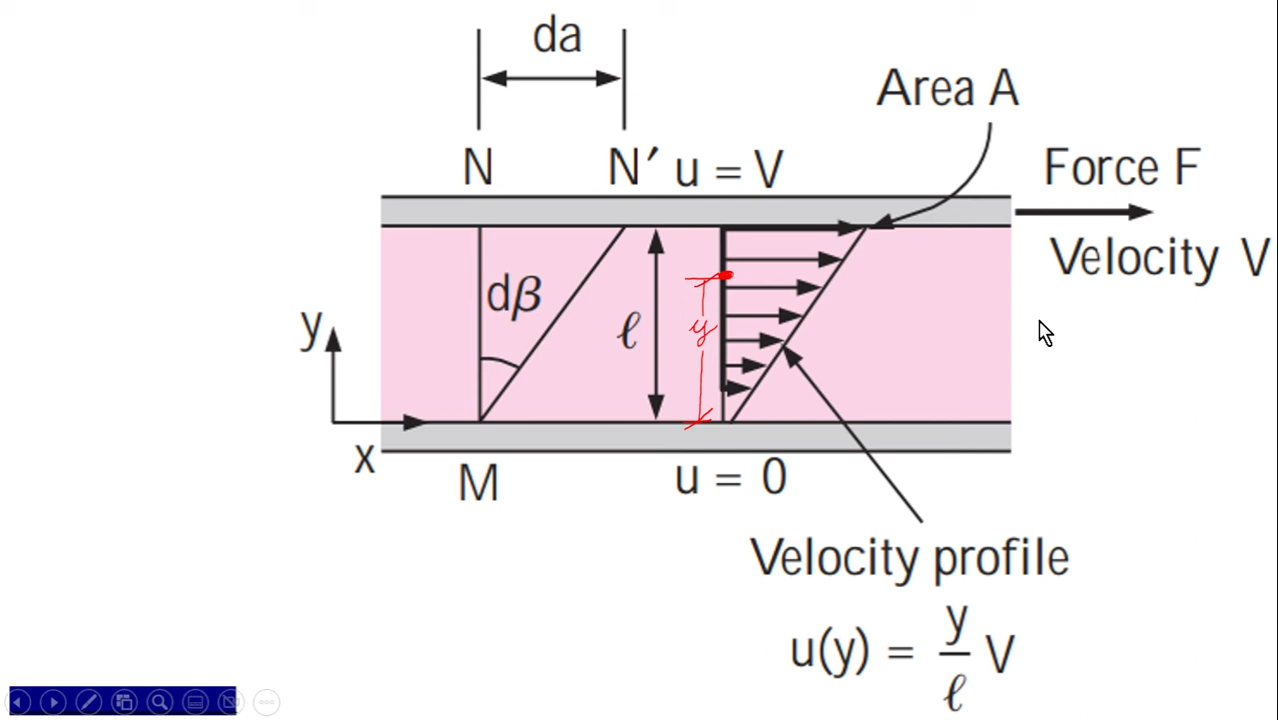 da
Area A
N N′ u = V
Force F
Velocity V
dβ
ℓ
y
y
x
M
u = 0
Velocity profile
u(y) = y/ℓ V